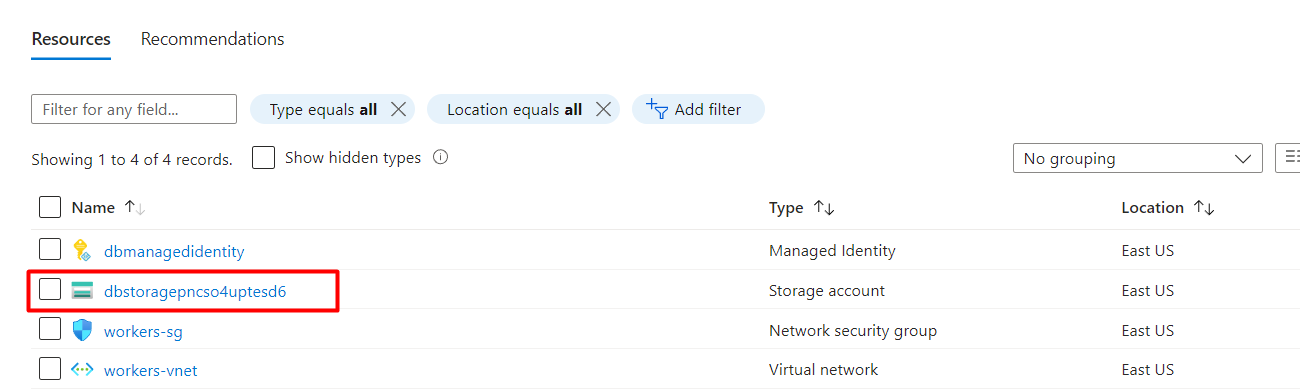 Resources Recommendations
Filter for any field... Type equals all Location equals all Add filter
Showing 1 to 4 of 4 records. Show hidden types No grouping
Name Type Location
dbmanagedidentity Managed Identity East US
dbstoragepncso4uptesd6 Storage account East US
workers-sg Network security group East US
workers-vnet Virtual network East US